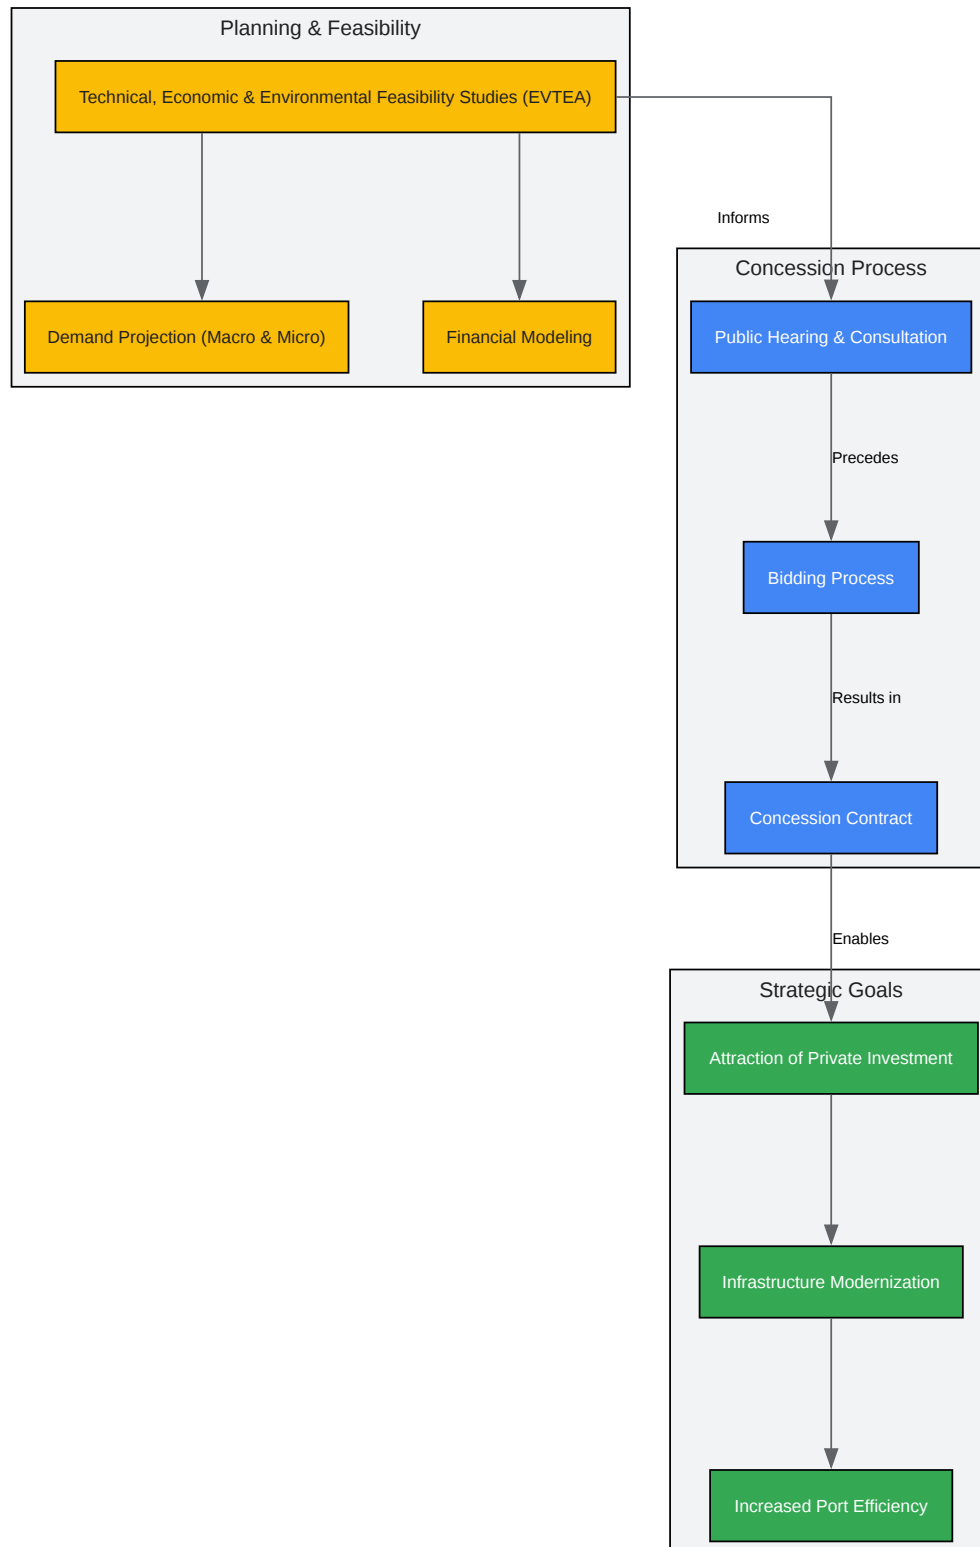 Planning & Feasibility
Technical, Economic & Environmental Feasibility Studies (EVTEA)
Informs
Demand Projection (Macro & Micro)
Financial Modeling
Concession Process
Public Hearing & Consultation
Precedes
Bidding Process
Results in
Concession Contract
Enables
Strategic Goals
Attraction of Private Investment
Infrastructure Modernization
Increased Port Efficiency